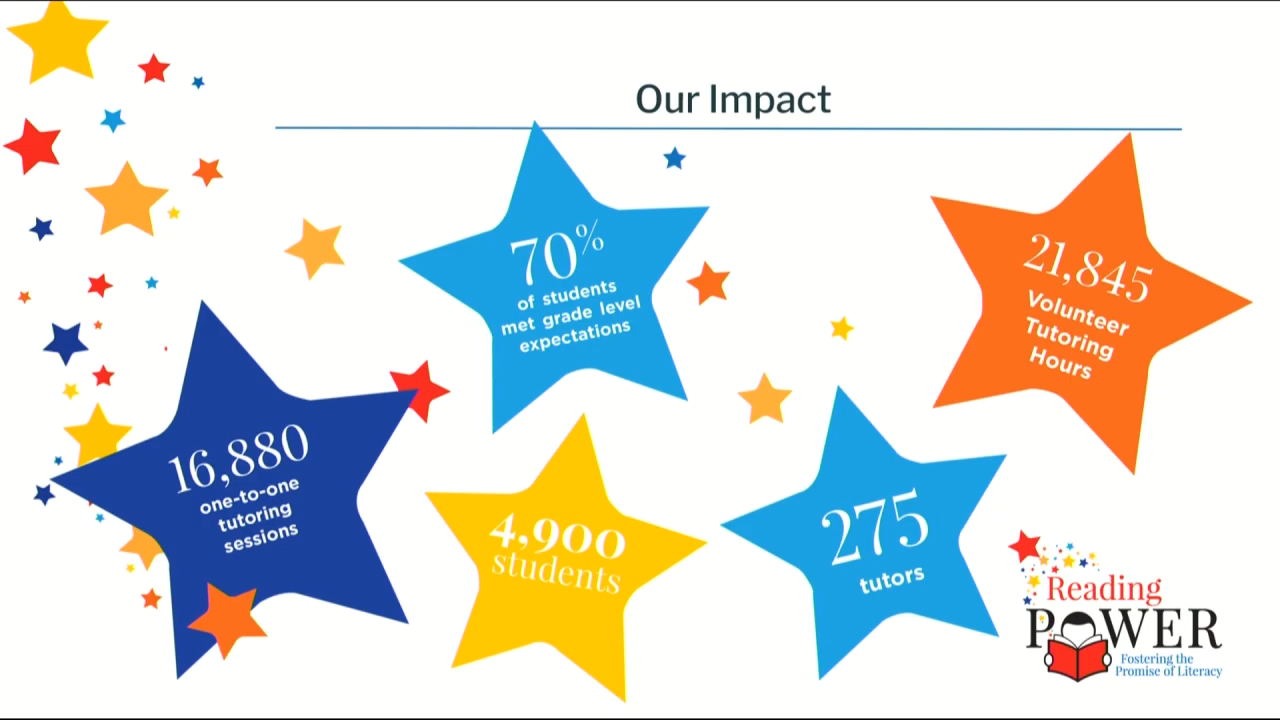 Our Impact
70%
of students
met grade level
expectations
21,845
Volunteer
Tutoring
Hours
16,880
one-to-one
tutoring
sessions
4,900
students
275
tutors
Reading
POWER
Fostering the
Promise of Literacy